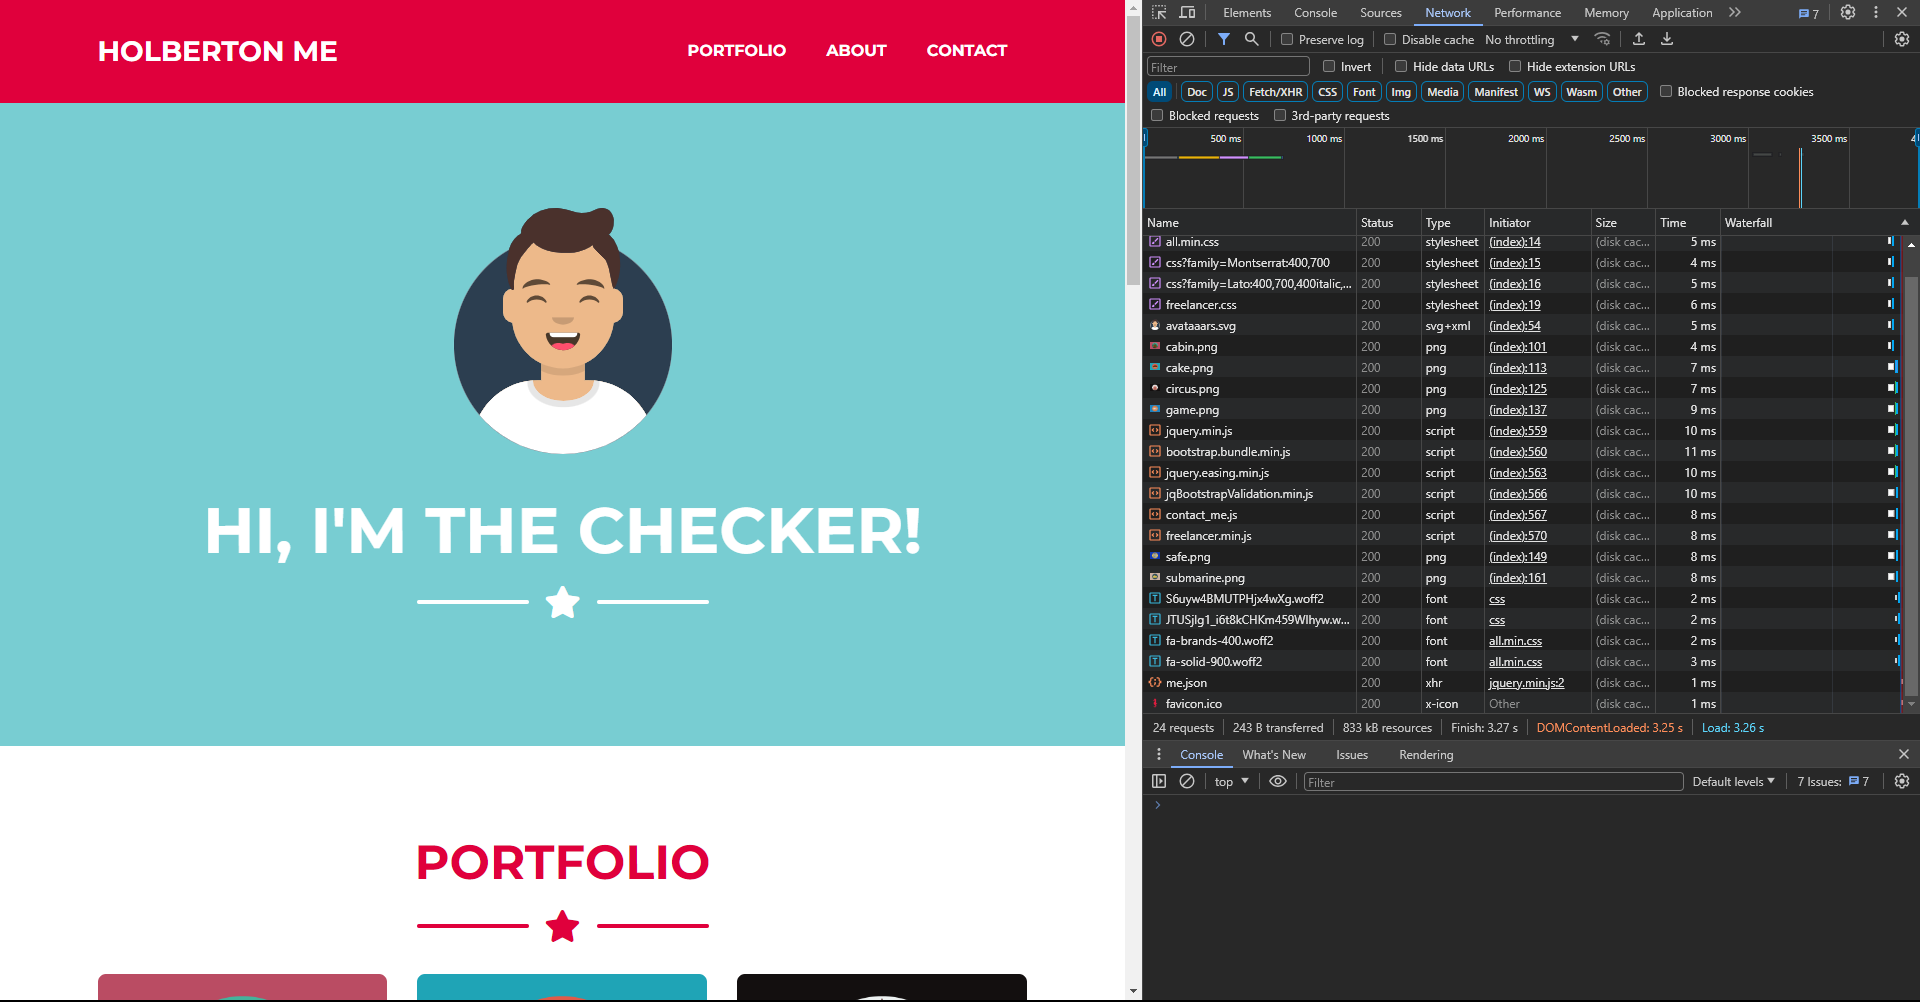 HOLBERTON ME
PORTFOLIO ABOUT CONTACT
HI, I'M THE CHECKER!
PORTFOLIO
Elements Console Sources Network Performance Memory Application 7
Preserve log Disable cache No throttling
Filter Invert Hide data URLs Hide extension URLs
All Doc JS Fetch/XHR CSS Font Img Media Manifest WS Wasm Other Blocked response cookies
Blocked requests 3rd-party requests
500 ms 1000 ms 1500 ms 2000 ms 2500 ms 3000 ms 3500 ms 4
Name Status Type Initiator Size Time Waterfall
all.min.css 200 stylesheet (index):14 (disk cac... 5 ms
css?family=Montserrat:400,700 200 stylesheet (index):15 (disk cac... 4 ms
css?family=Lato:400,700,400italic,... 200 stylesheet (index):16 (disk cac... 5 ms
freelancer.css 200 stylesheet (index):19 (disk cac... 6 ms
avataaars.svg 200 svg+xml (index):54 (disk cac... 5 ms
cabin.png 200 png (index):101 (disk cac... 4 ms
cake.png 200 png (index):113 (disk cac... 7 ms
circus.png 200 png (index):125 (disk cac... 7 ms
game.png 200 png (index):137 (disk cac... 9 ms
jquery.min.js 200 script (index):559 (disk cac... 10 ms
bootstrap.bundle.min.js 200 script (index):560 (disk cac... 11 ms
jquery.easing.min.js 200 script (index):563 (disk cac... 10 ms
jqBootstrapValidation.min.js 200 script (index):566 (disk cac... 10 ms
contact_me.js 200 script (index):567 (disk cac... 8 ms
freelancer.min.js 200 script (index):570 (disk cac... 8 ms
safe.png 200 png (index):149 (disk cac... 8 ms
submarine.png 200 png (index):161 (disk cac... 8 ms
S6uyw4BMUTPHjx4wXg.woff2 200 font css (disk cac... 2 ms
JTUSjIg1_i6t8kCHKm459WlhywW.w... 200 font css (disk cac... 2 ms
fa-brands-400.woff2 200 font all.min.css (disk cac... 2 ms
fa-solid-900.woff2 200 font all.min.css (disk cac... 3 ms
me.json 200 xhr jquery.min.js:2 (disk cac... 1 ms
favicon.ico 200 x-icon Other (disk cac... 1 ms
24 requests 243 B transferred 833 kB resources Finish: 3.27 s DOMContentLoaded: 3.25 s Load: 3.26 s
Console What's New Issues Rendering
top Filter Default levels 7 Issues: 7